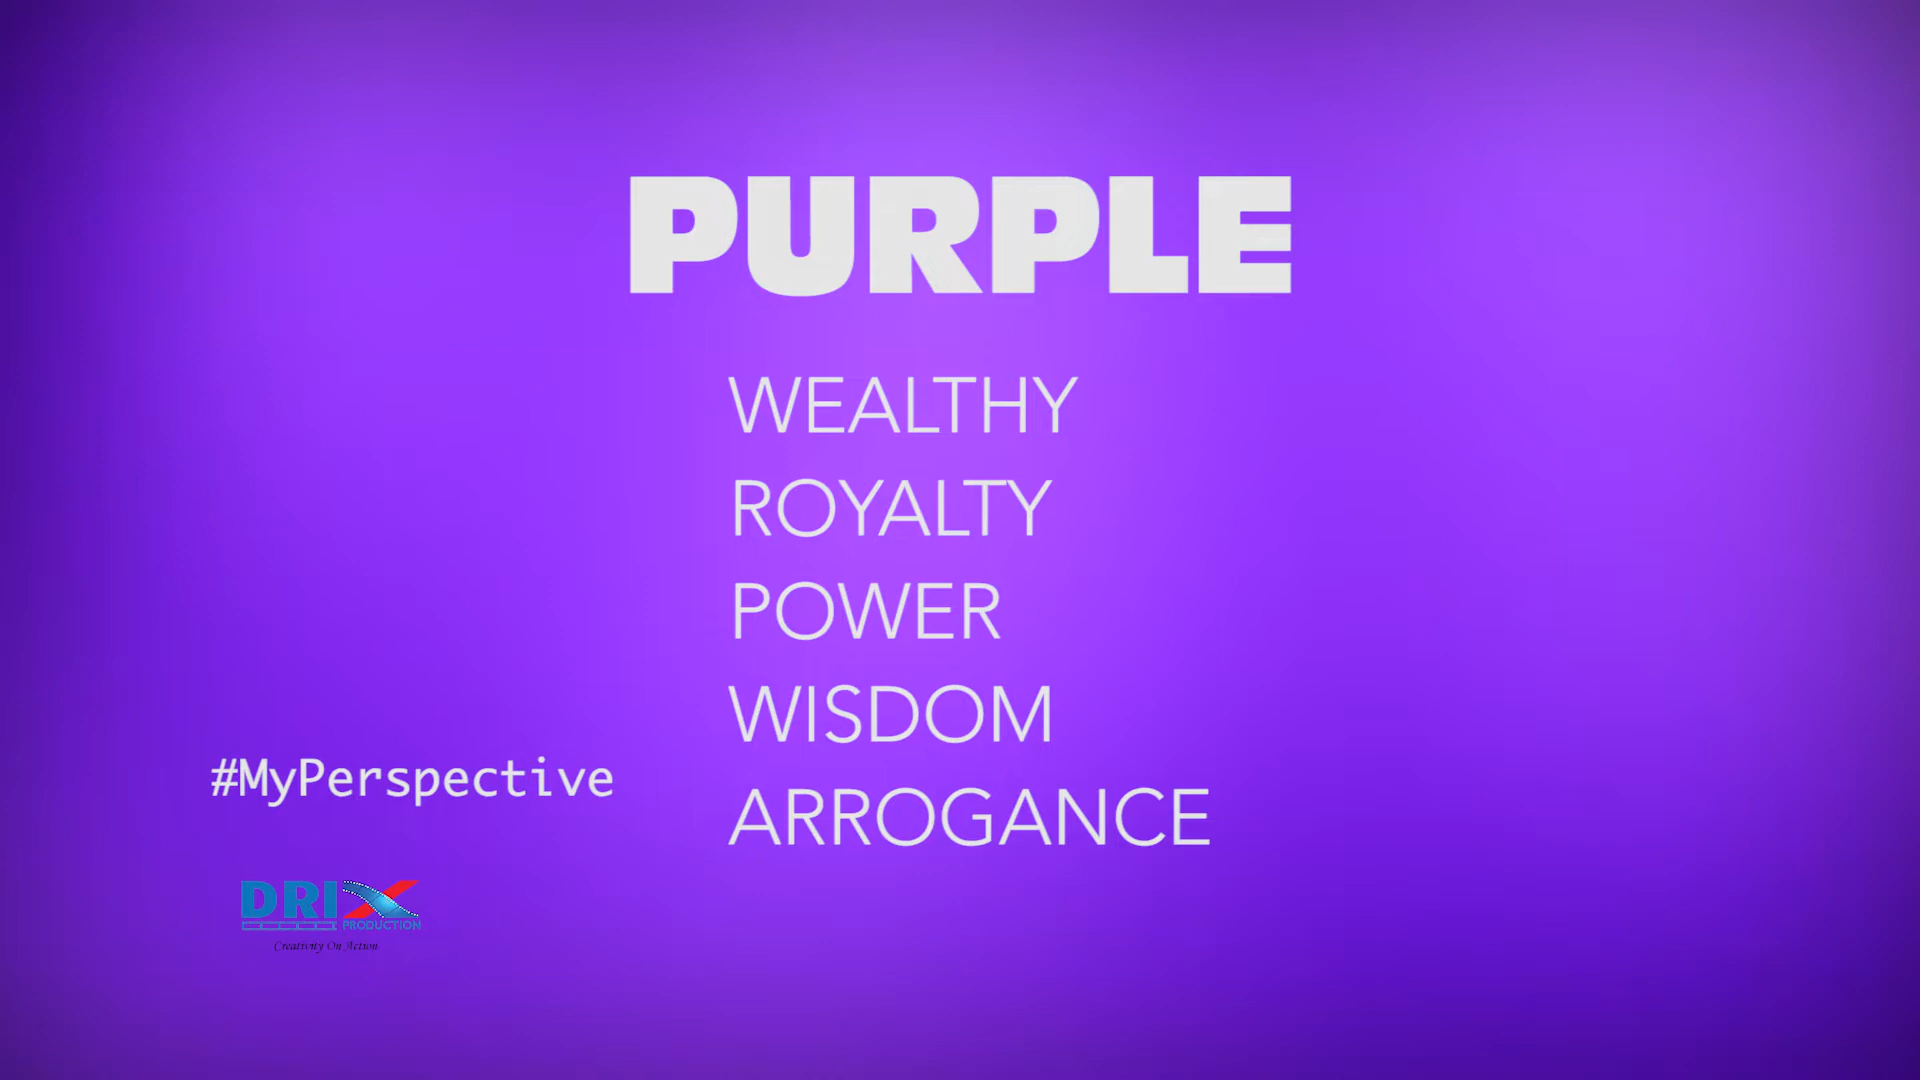 PURPLE
WEALTHY
ROYALTY
POWER
WISDOM
ARROGANCE
#MyPerspective
DRIX
PRODUCTION
Creativity On Action